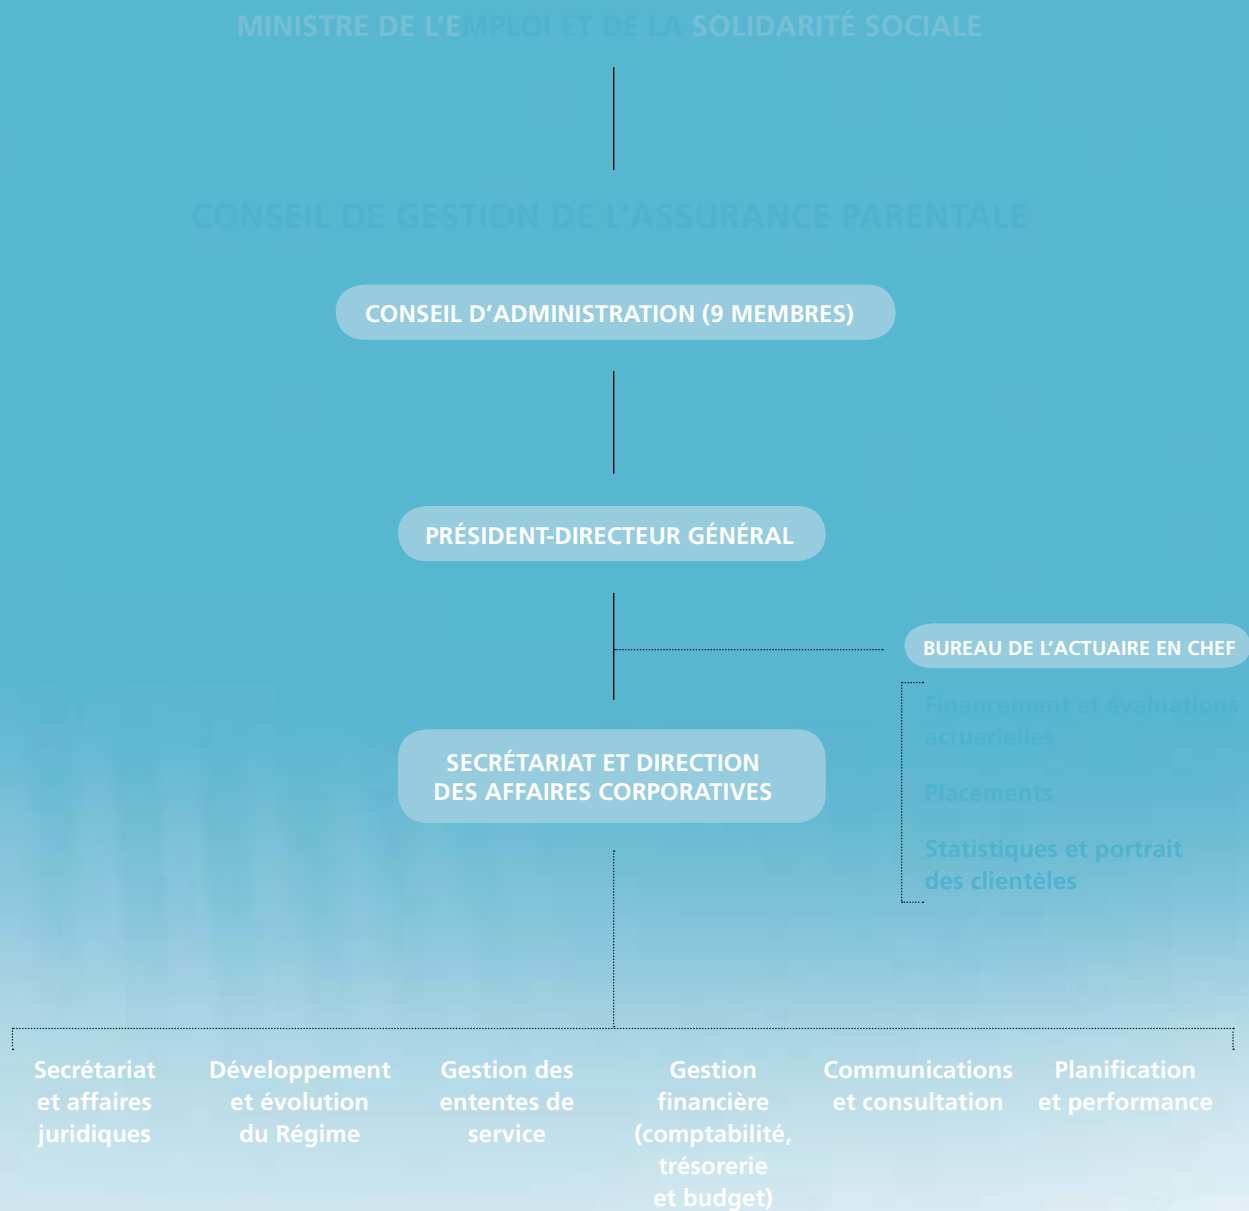 MINISTRE DE L'EMPLOI ET DE LA SOLIDARITÉ SOCIALE
CONSEIL DE GESTION DE L'ASSURANCE PARENTALE
CONSEIL D'ADMINISTRATION (9 MEMBRES)
PRÉSIDENT-DIRECTEUR GÉNÉRAL
BUREAU DE L'ACTUAIRE EN CHEF
Financement et évaluations
actuarielles
Placements
Statistiques et portrait
des clientèles
SECRÉTARIAT ET DIRECTION
DES AFFAIRES CORPORATIVES
Secrétariat
et affaires
juridiques
Développement
et évolution
du Régime
Gestion des
ententes de
service
Gestion
financière
(comptabilité,
trésorerie
et budget)
Communications
et consultation
Planification
et performance